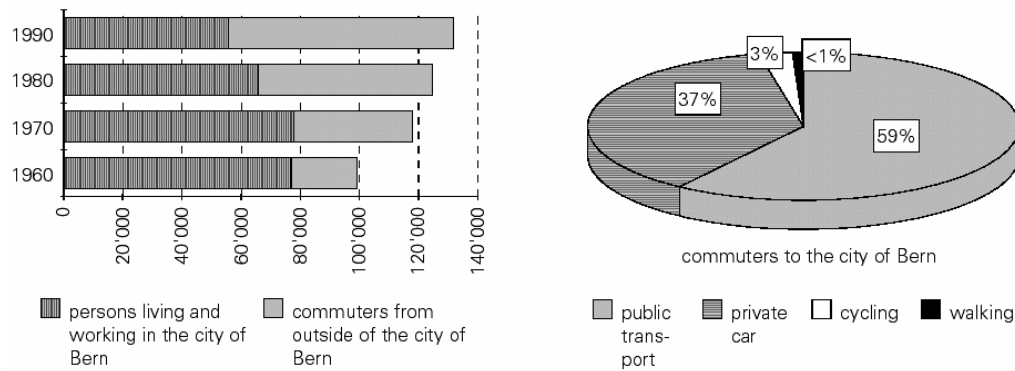 1990
1980
1970
1960
0
20'000
40'000
60'000
80'000
100'000
120'000
140'000
persons living and
working in the city of
Bern
commuters from
outside of the city of
Bern
3%
<1%
37%
59%
commuters to the city of Bern
public
trans-
port
private
car
cycling
walking